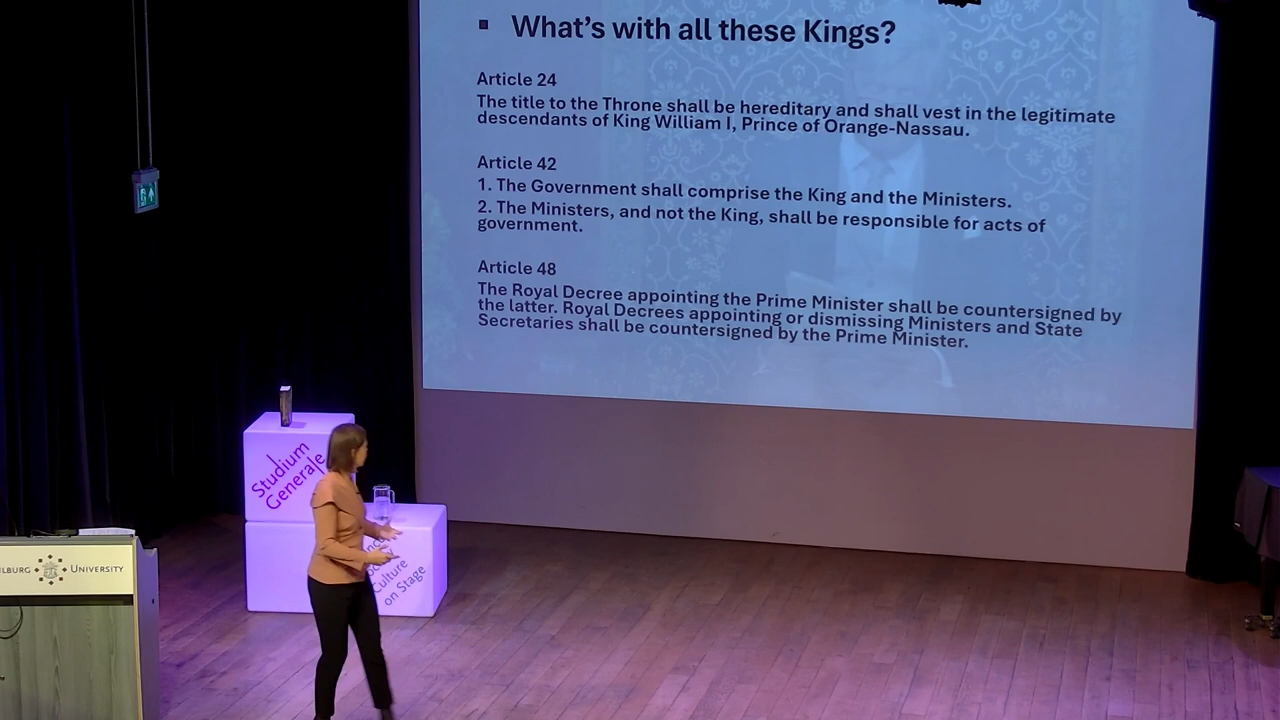 What's with all these Kings?
Article 24
The title to the Throne shall be hereditary and shall vest in the legitimate
descendants of King William I, Prince of Orange-Nassau.
Article 42
1. The Government shall comprise the King and the Ministers.
2. The Ministers, and not the King, shall be responsible for acts of
government.
Article 48
The Royal Decree appointing the Prime Minister shall be countersigned by
the latter. Royal Decrees appointing or dismissing Ministers and State
Secretaries shall be countersigned by the Prime Minister.
Studium
Generale
Culture
on Stage
UNIVERSITY